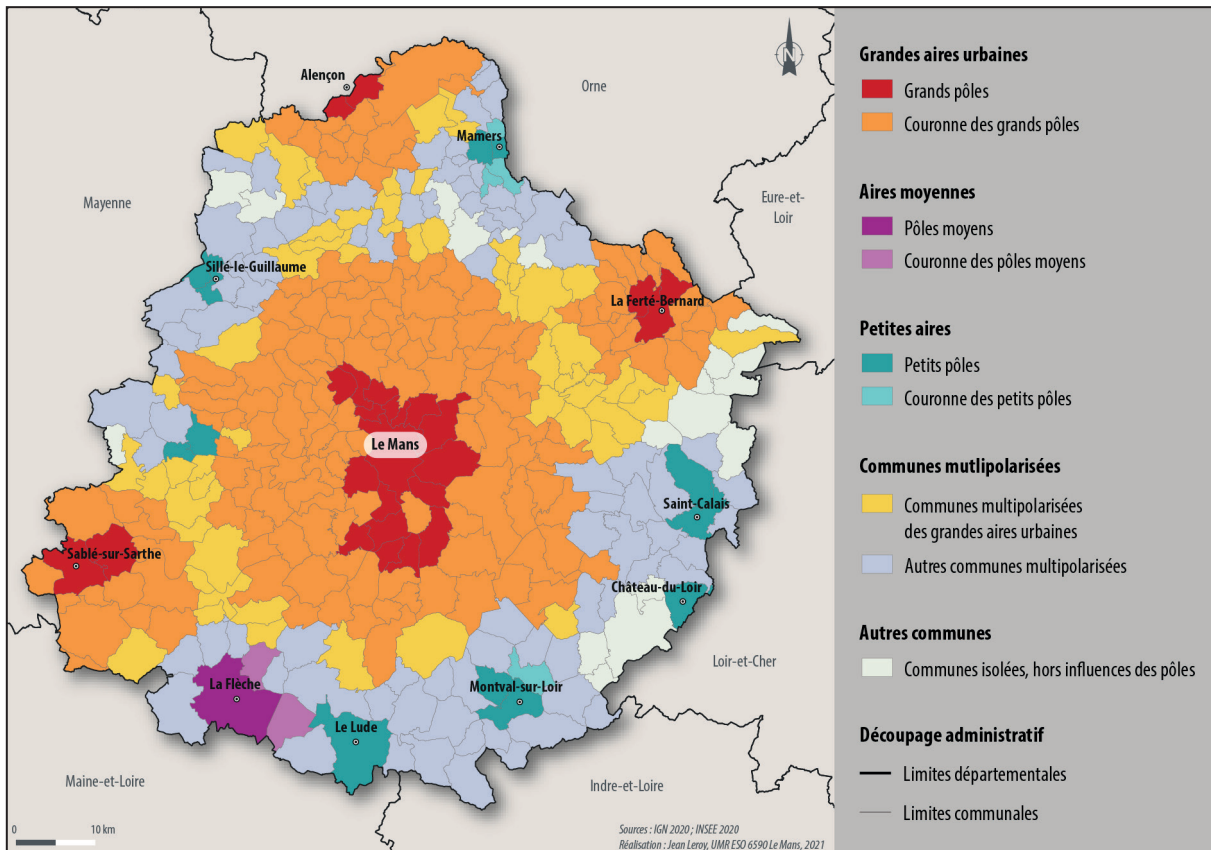 Alençon
Orne
Mamers
Mayenne
Eure-et-
Loir
Sillé-le-Guillaume
La Ferté-Bernard
Le Mans
Saint-Calais
Sablé-sur-Sarthe
Château-du-Loir
Loir-et-Cher
La Flèche
Montval-sur-Loir
Le Lude
Maine-et-Loire
Indre-et-Loire
0 10 km
Sources : IGN 2020 ; INSEE 2020
Réalisation : Jean Leroy, UMR ESO 6590 Le Mans, 2021
Grandes aires urbaines
Grands pôles
Couronne des grands pôles
Aires moyennes
Pôles moyens
Couronne des pôles moyens
Petites aires
Petits pôles
Couronne des petits pôles
Communes mutlipolarisées
Communes multipolarisées
des grandes aires urbaines
Autres communes multipolarisées
Autres communes
Communes isolées, hors influences des pôles
Découpage administratif
Limites départementales
Limites communales